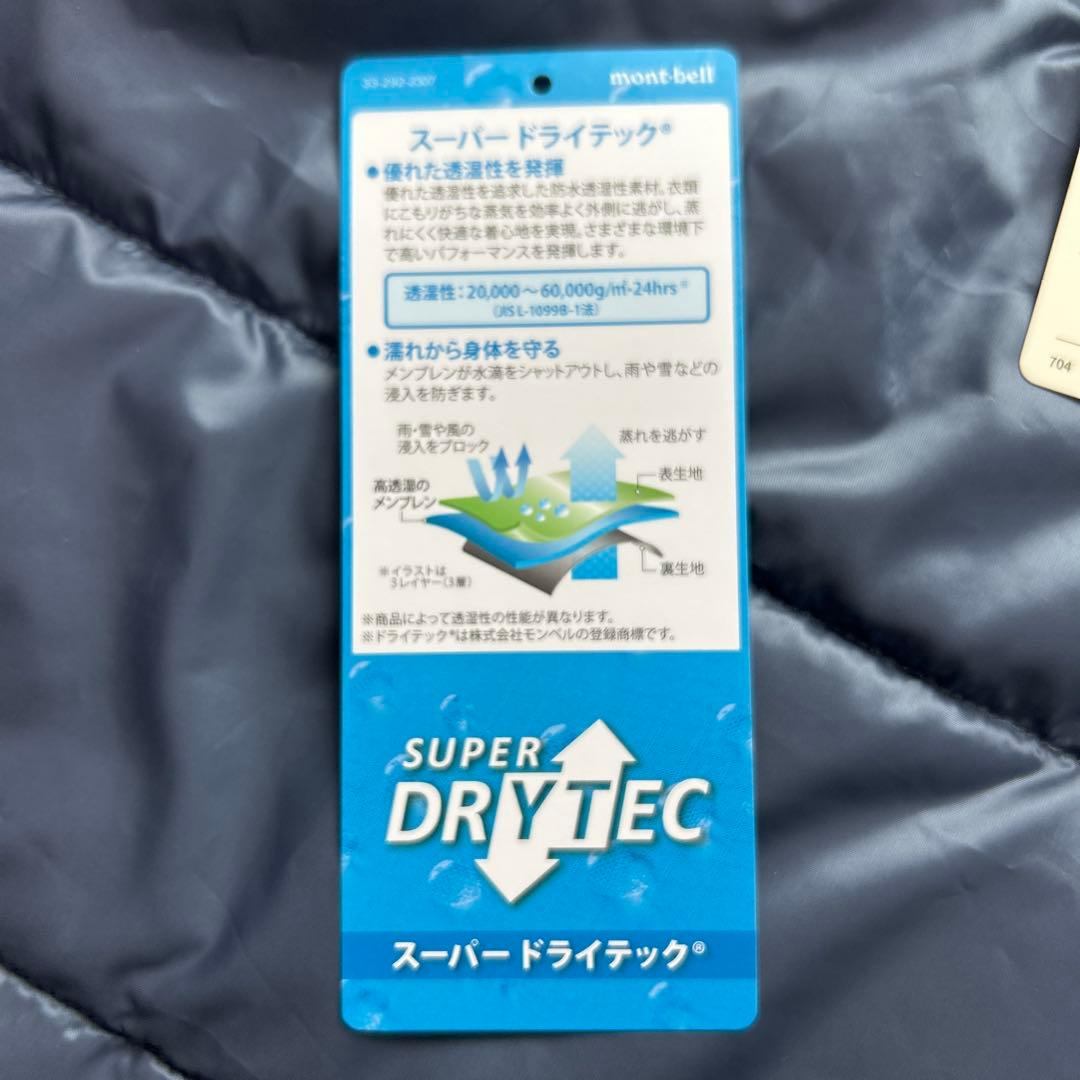 33-292-2307
mont-bell
スーパー ドライテック®
●優れた透湿性を発揮
優れた透湿性を追求した防水透湿性素材。衣類
にこもりがちな蒸気を効率よく外側に逃がし、蒸
れにくく快適な着心地を実現。さまざまな環境下
で高いパフォーマンスを発揮します。
透湿性：20,000～60,000g/㎡・24hrs※
（JIS L-1099B-1法）
●濡れから身体を守る
メンブレンが水滴をシャットアウトし、雨や雪などの
浸入を防ぎます。
雨・雪や風の
浸入をブロック
蒸れを逃がす
表生地
高透湿の
メンブレン
裏生地
※イラストは
3レイヤー（3層）
※商品によって透湿性の性能が異なります。
※ドライテック®は株式会社モンベルの登録商標です。
SUPER
DRYTEC
スーパー ドライテック®
704